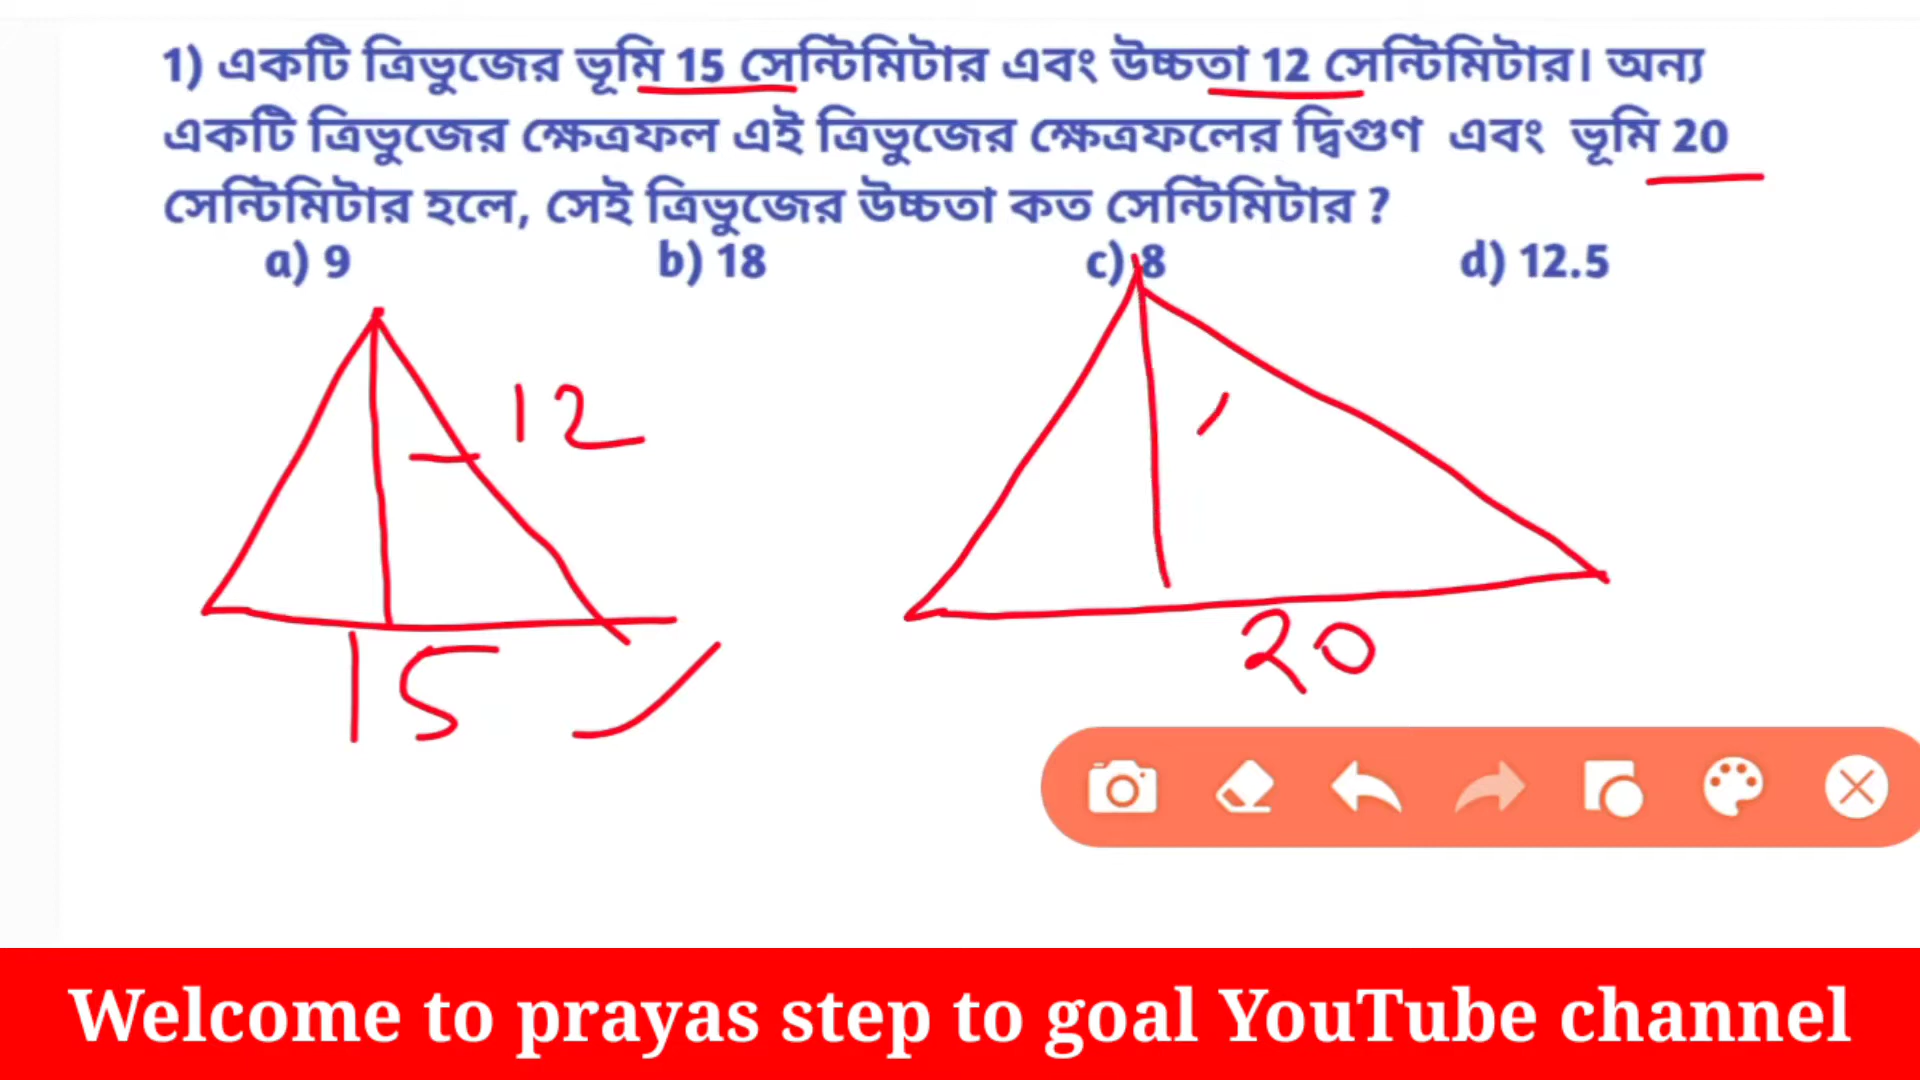 1) একটি ত্রিভুজের ভূমি 15 সেন্টিমিটার এবং উচ্চতা 12 সেন্টিমিটার। অন্য
একটি ত্রিভুজের ক্ষেত্রফল এই ত্রিভুজের ক্ষেত্রফলের দ্বিগুণ এবং ভূমি 20
সেন্টিমিটার হলে, সেই ত্রিভুজের উচ্চতা কত সেন্টিমিটার ?
a) 9 b) 18 c) 8 d) 12.5
12
15
20
Welcome to prayas step to goal YouTube channel